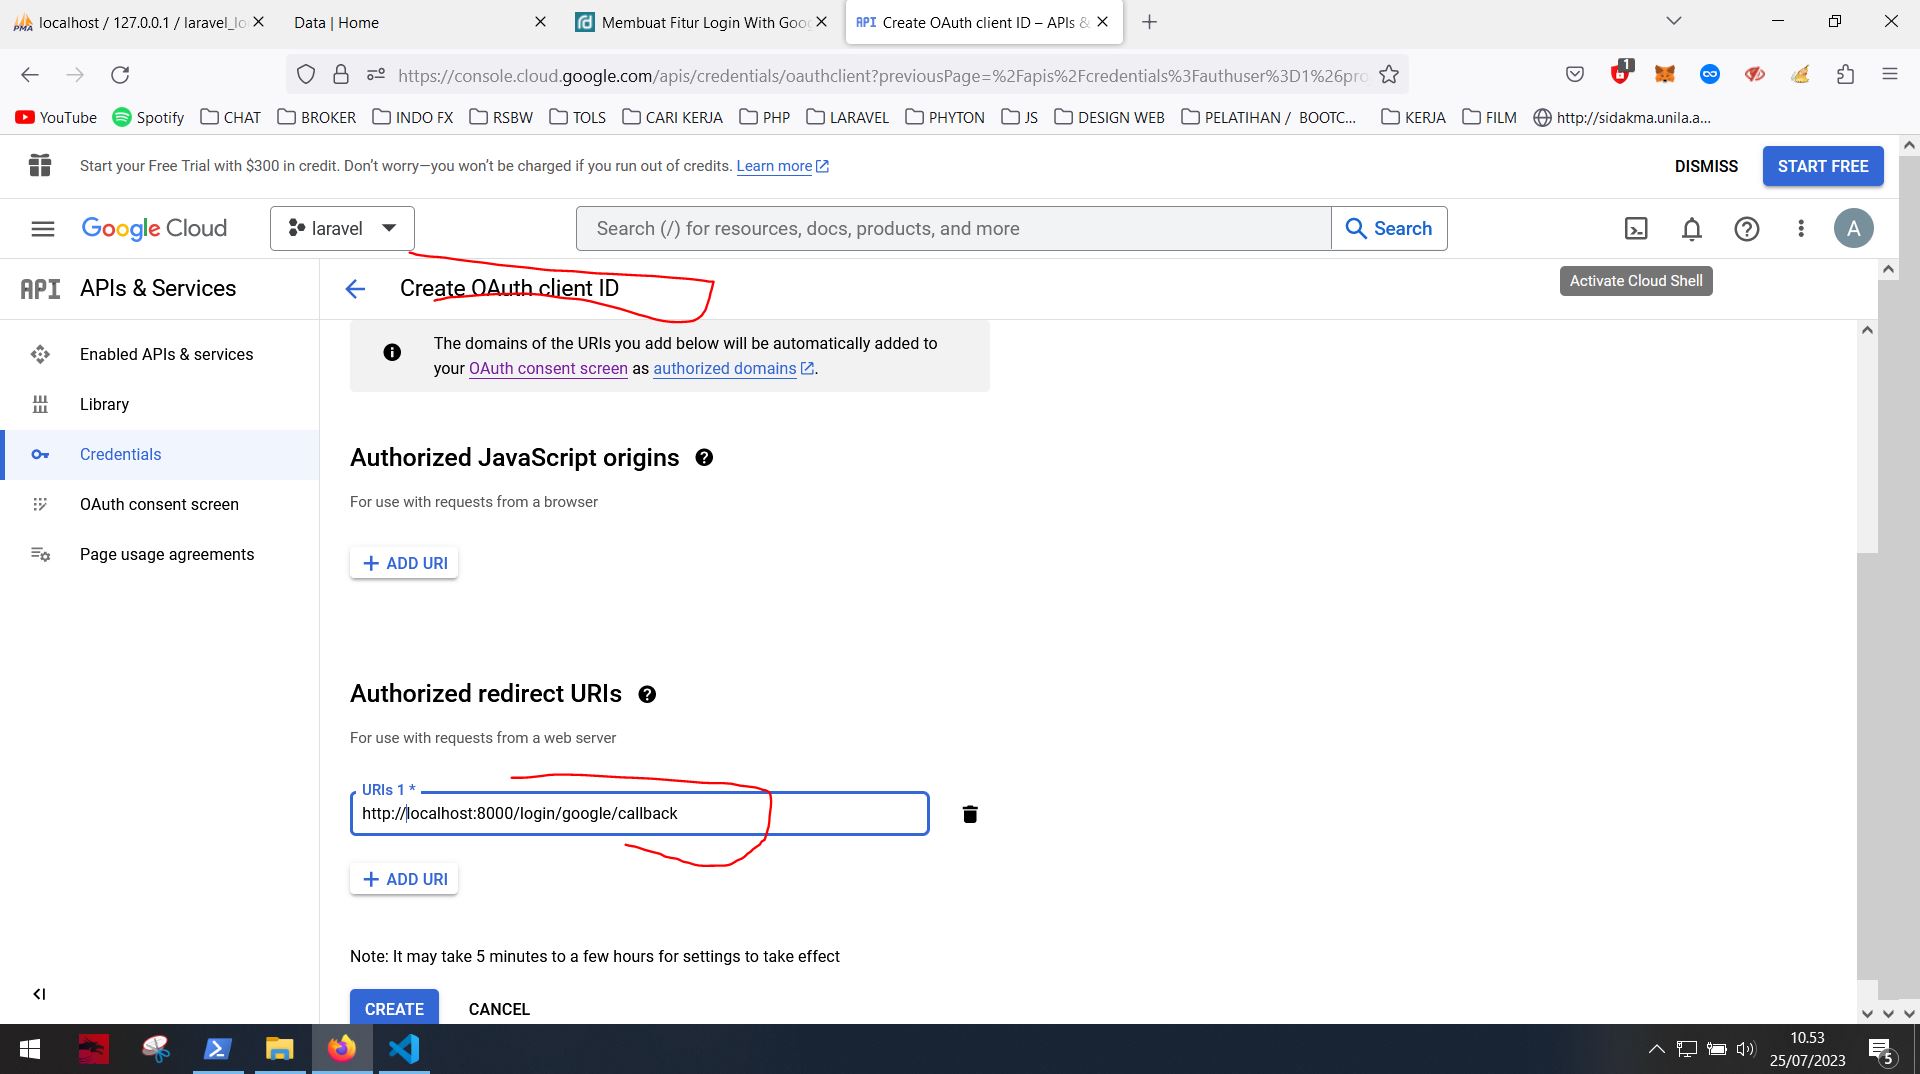 localhost / 127.0.0.1 / laravel_lo
Data | Home
Membuat Fitur Login With Goog
API Create OAuth client ID – APIs &
https://console.cloud.google.com/apis/credentials/oauthclient?previousPage=%2Fapis%2Fcredentials%3Fauthuser%3D1%26pro
1
YouTube
Spotify
CHAT
BROKER
INDO FX
RSBW
TOLS
CARI KERJA
PHP
LARAVEL
PHYTON
JS
DESIGN WEB
PELATIHAN / BOOTC...
KERJA
FILM
http://sidakma.unila.a...
Start your Free Trial with $300 in credit. Don’t worry—you won’t be charged if you run out of credits. Learn more
DISMISS
START FREE
Google Cloud
laravel
Search (/) for resources, docs, products, and more
Search
A
API APIs & Services
Create OAuth client ID
Activate Cloud Shell
Enabled APIs & services
Library
Credentials
OAuth consent screen
Page usage agreements
The domains of the URIs you add below will be automatically added to
your OAuth consent screen as authorized domains.
Authorized JavaScript origins
For use with requests from a browser
+ ADD URI
Authorized redirect URIs
For use with requests from a web server
URIs 1 *
http://localhost:8000/login/google/callback
+ ADD URI
Note: It may take 5 minutes to a few hours for settings to take effect
CREATE
CANCEL
10.53
25/07/2023
5